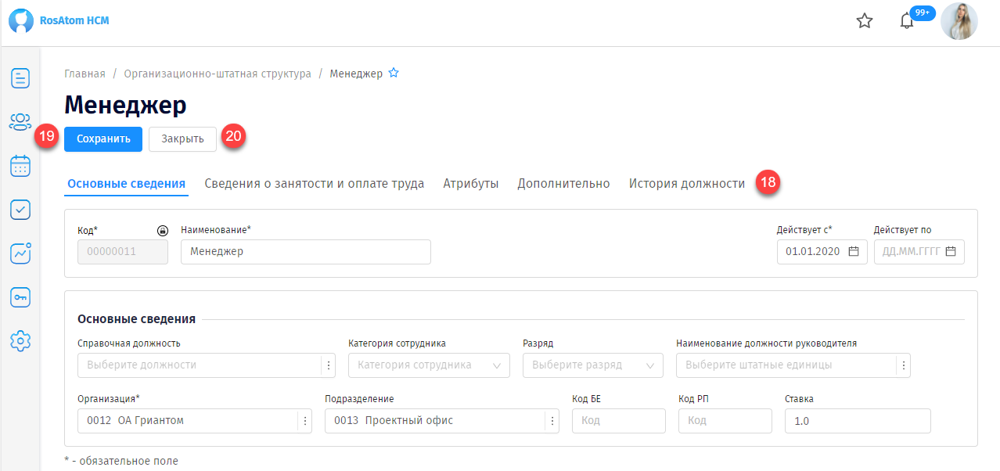 RosAtom HCM
99+
Главная / Организационно-штатная структура / Менеджер
Менеджер
19 Сохранить Закрыть 20
Основные сведения Сведения о занятости и оплате труда Атрибуты Дополнительно История должности 18
Код* Наименование* Действует с* Действует по
00000011 Менеджер 01.01.2020 ДД.ММ.ГГГГ
Основные сведения
Справочная должность Категория сотрудника Разряд Наименование должности руководителя
Выберите должности Категория сотрудника Выберите разряд Выберите штатные единицы
Организация* Подразделение Код БЕ Код РП Ставка
0012 ОА Гриантом 0013 Проектный офис Код Код 1.0
* - обязательное поле